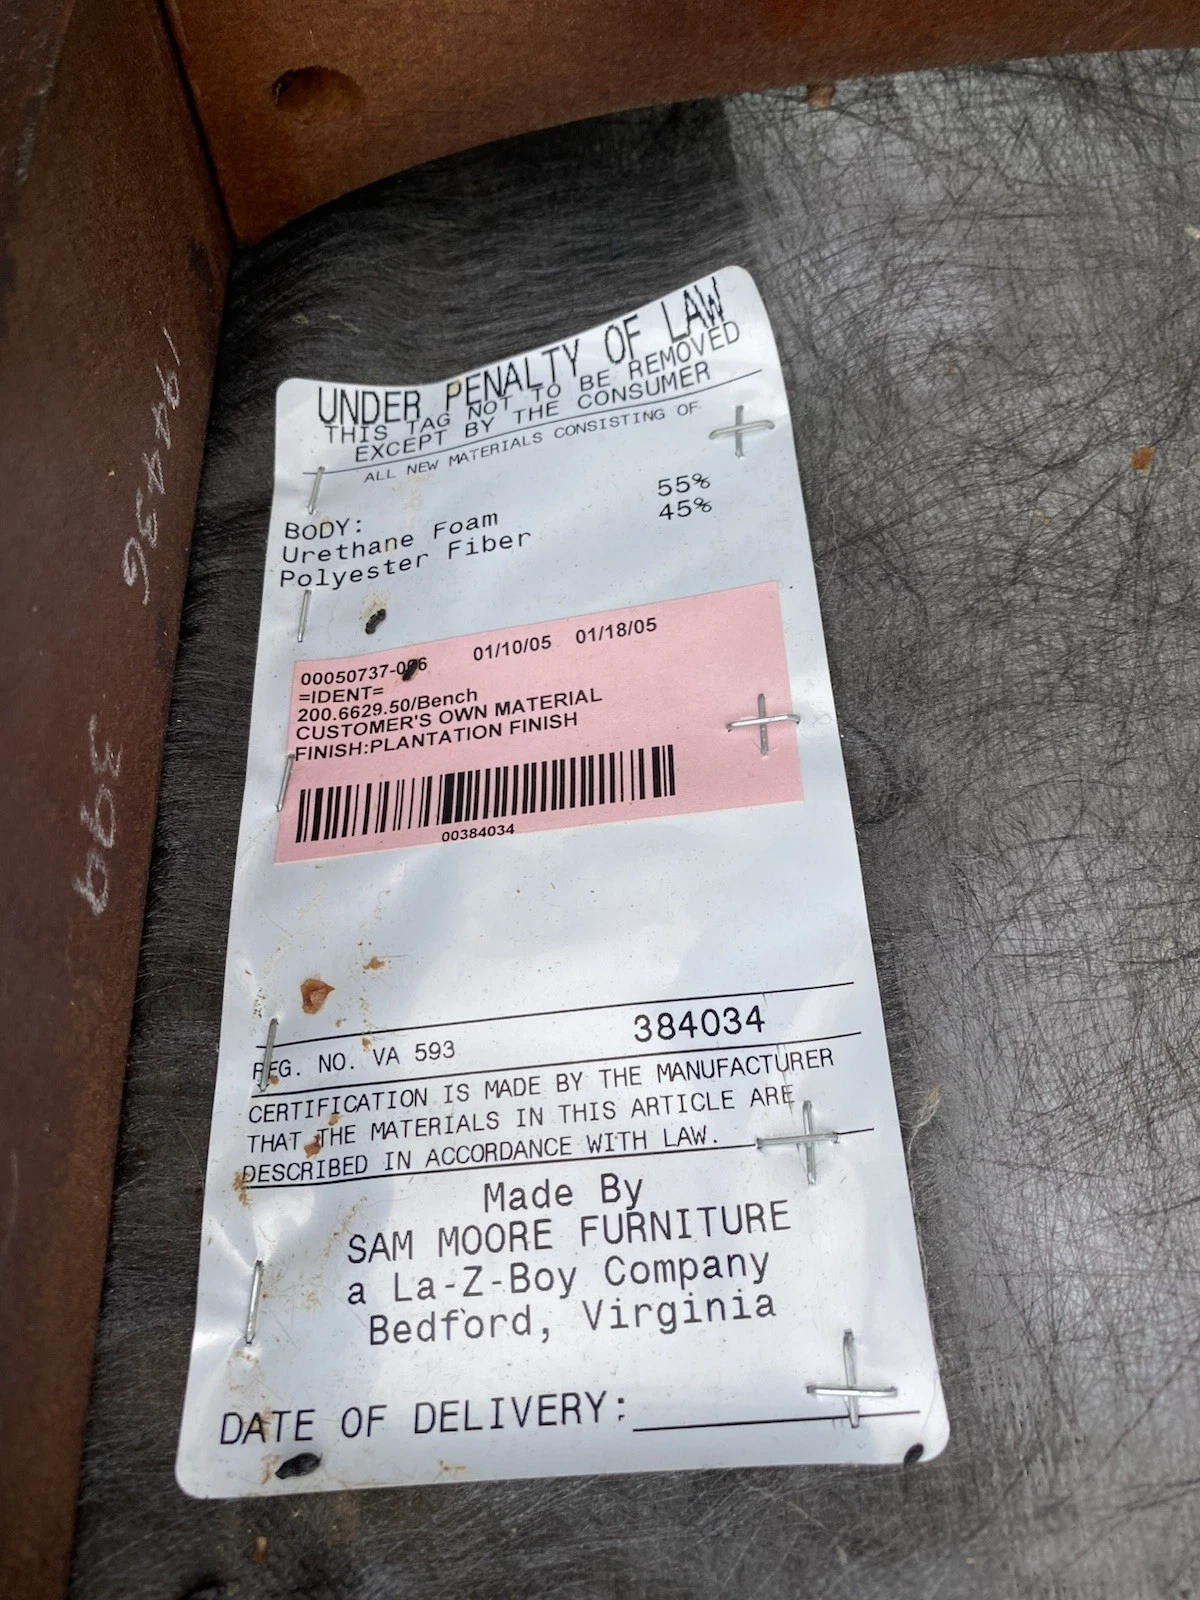 UNDER PENALTY OF LAW
THIS TAG NOT TO BE REMOVED
EXCEPT BY THE CONSUMER
ALL NEW MATERIALS CONSISTING OF
BODY:
Urethane Foam 55%
Polyester Fiber 45%
00050737-006 01/10/05 01/18/05
=IDENT=
200.6629.50/Bench
CUSTOMER'S OWN MATERIAL
FINISH:PLANTATION FINISH
00384034
REG. NO. VA 593 384034
CERTIFICATION IS MADE BY THE MANUFACTURER
THAT THE MATERIALS IN THIS ARTICLE ARE
DESCRIBED IN ACCORDANCE WITH LAW.
Made By
SAM MOORE FURNITURE
a La-Z-Boy Company
Bedford, Virginia
DATE OF DELIVERY: